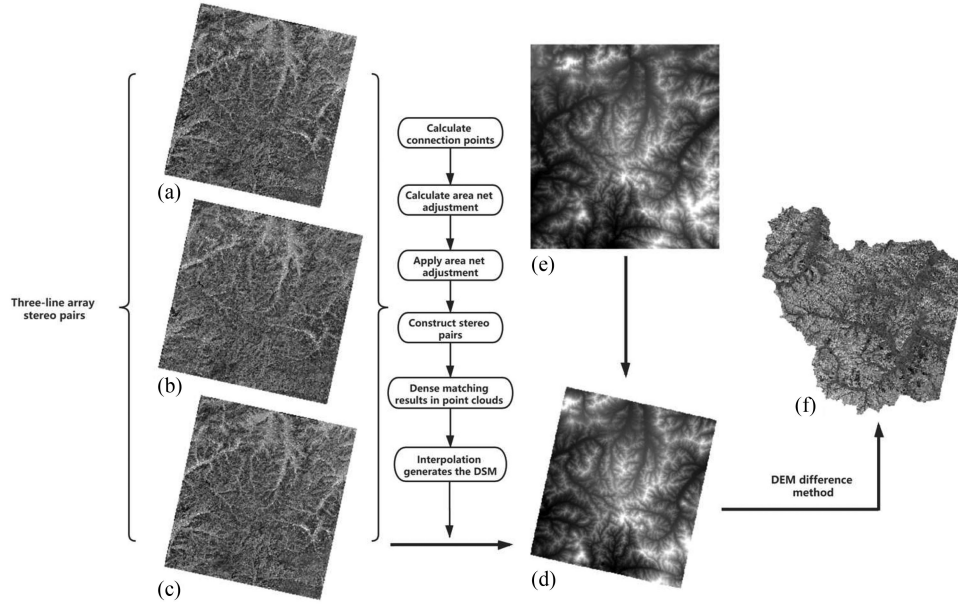 Three-line array
stereo pairs
(a)
(b)
(c)
Calculate
connection points
Calculate area net
adjustment
Apply area net
adjustment
Construct stereo
pairs
Dense matching
results in point clouds
Interpolation
generates the DSM
(e)
(d)
DEM difference
method
(f)